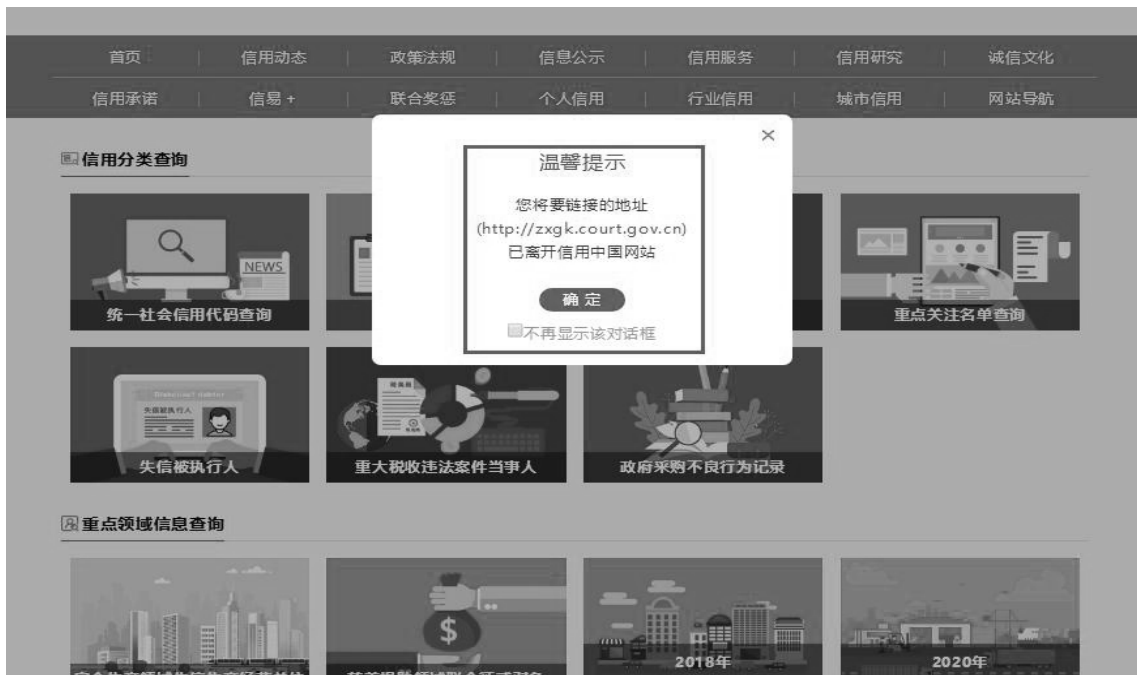 首页
信用动态
政策法规
信息公示
信用服务
信用研究
诚信文化
信用承诺
信易 +
联合奖惩
个人信用
行业信用
城市信用
网站导航
信用分类查询
温馨提示
您将要链接的地址
(http://zxgk.court.gov.cn)
已离开信用中国网站
确 定
不再显示该对话框
NEWS
统一社会信用代码查询
重点关注名单查询
失信被执行人
失信被执行人
重大税收违法案件当事人
政府采购不良行为记录
重点领域信息查询
$
2018年
2020年